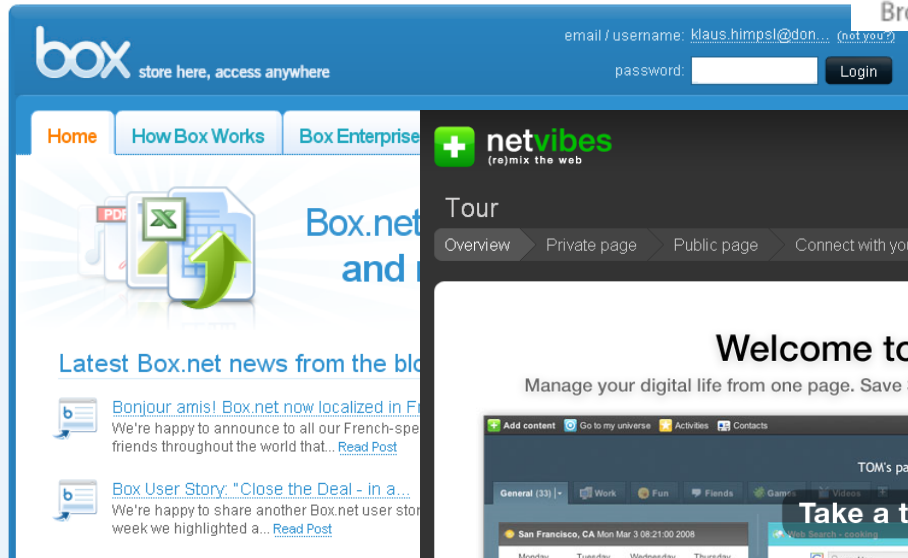 Bro
email / username: klaus.himpsl@don... (not you?)
box store here, access anywhere
password: Login
Home How Box Works Box Enterprise
netvibes
(re)mix the web
PDF
Box.net
and
Tour
Overview Private page Public page Connect with you
Welcome to
Manage your digital life from one page. Save
Latest Box.net news from the blo
Bonjour amis! Box.net now localized in Fr
We're happy to announce to all our French-spe
friends throughout the world that... Read Post
Add content Go to my universe Activities Contacts
TOM's pa
General (33) Work Fun Fiends Games Videos
Box User Story: "Close the Deal - in a...
We're happy to share another Box.net user stor
week we highlighted a... Read Post
Take a t
San Francisco, CA Mon Mar 3 08:21:00 2008
Web Search - cooking
Monday Tuesday Wednesday Thursday